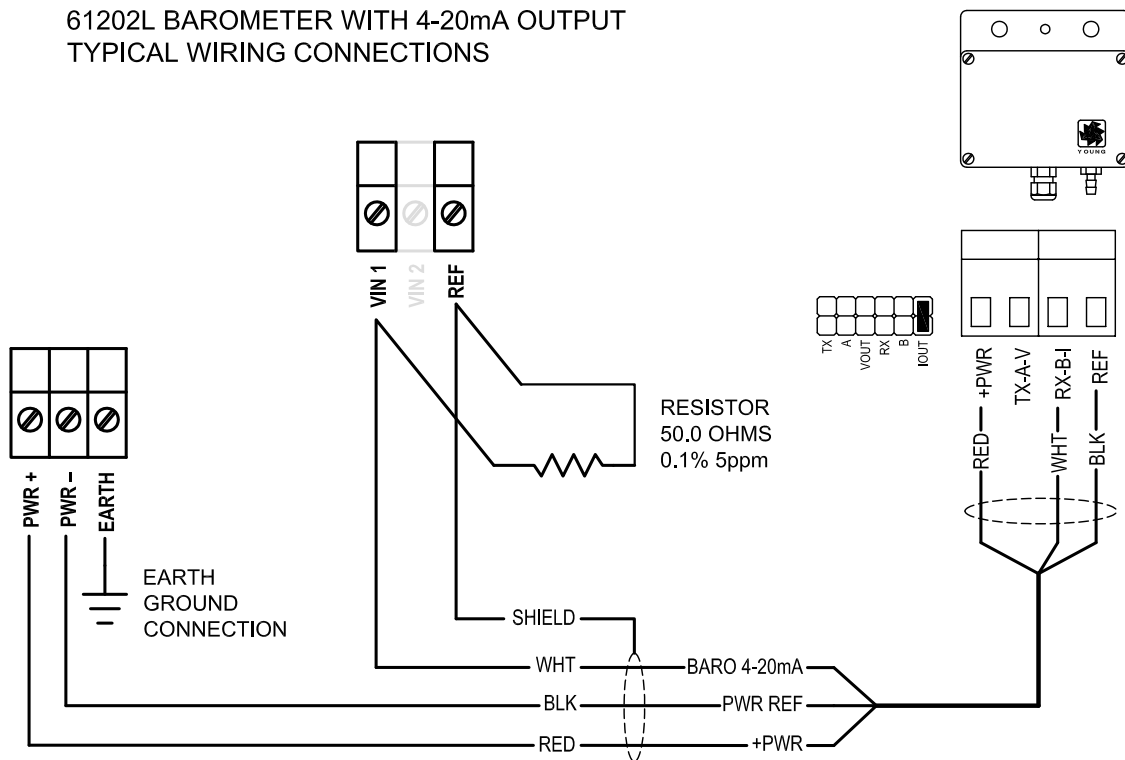 61202L BAROMETER WITH 4-20mA OUTPUT
TYPICAL WIRING CONNECTIONS
YOUNG
VIN 1
VIN 2
REF
TX
A
VOUT
RX
B
IOUT
+PWR
TX-A-V
RX-B-I
REF
RED
WHT
BLK
RESISTOR
50.0 OHMS
0.1% 5ppm
PWR +
PWR –
EARTH
EARTH
GROUND
CONNECTION
SHIELD
WHT
BARO 4-20mA
BLK
PWR REF
RED
+PWR